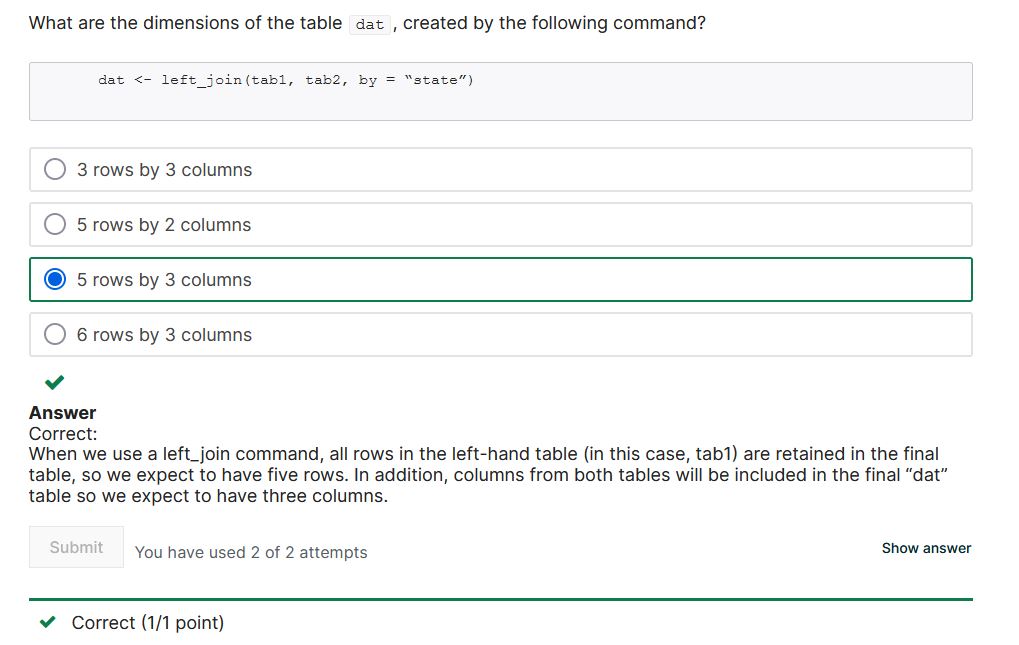 What are the dimensions of the table dat, created by the following command?
dat <- left_join(tab1, tab2, by = “state”)
3 rows by 3 columns
5 rows by 2 columns
5 rows by 3 columns
6 rows by 3 columns
Answer
Correct:
When we use a left_join command, all rows in the left-hand table (in this case, tab1) are retained in the final
table, so we expect to have five rows. In addition, columns from both tables will be included in the final “dat”
table so we expect to have three columns.
Submit You have used 2 of 2 attempts Show answer
Correct (1/1 point)